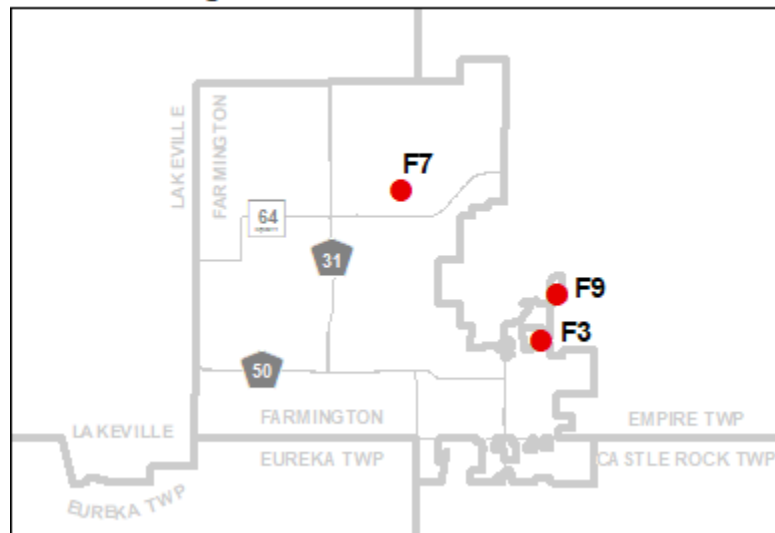 F7
LAKEVILLE
FARMINGTON
64
31
F9
F3
50
LAKEVILLE
FARMINGTON
EMPIRE TWP
EUREKA TWP
CASTLE ROCK TWP
EUREKA TWP